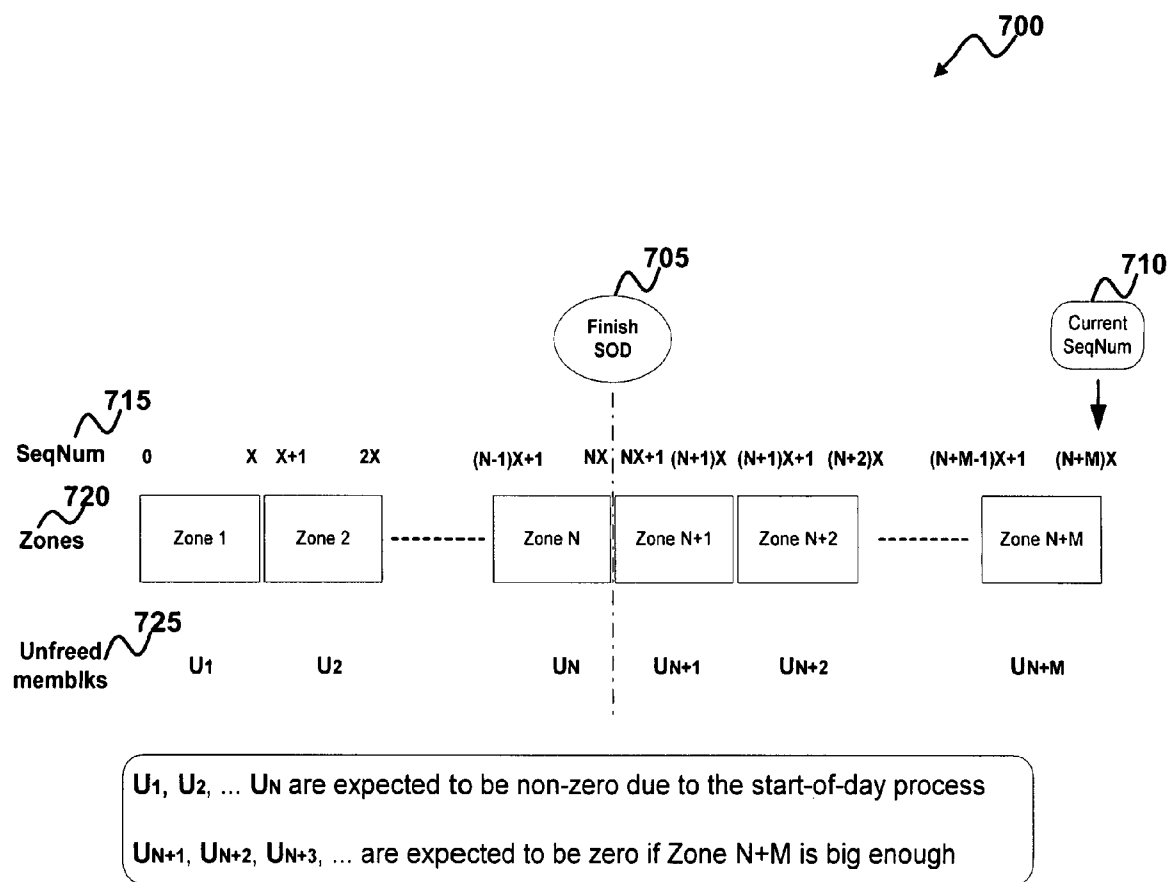 700
705
710
Finish
SOD
Current
SeqNum
715
SeqNum 0 X X+1 2X (N-1)X+1 NX NX+1 (N+1)X (N+1)X+1 (N+2)X (N+M-1)X+1 (N+M)X
720
Zones Zone 1 Zone 2 Zone N Zone N+1 Zone N+2 Zone N+M
725
Unfreed
memblks U1 U2 UN UN+1 UN+2 UN+M
U1, U2, ... UN are expected to be non-zero due to the start-of-day process
UN+1, UN+2, UN+3, ... are expected to be zero if Zone N+M is big enough